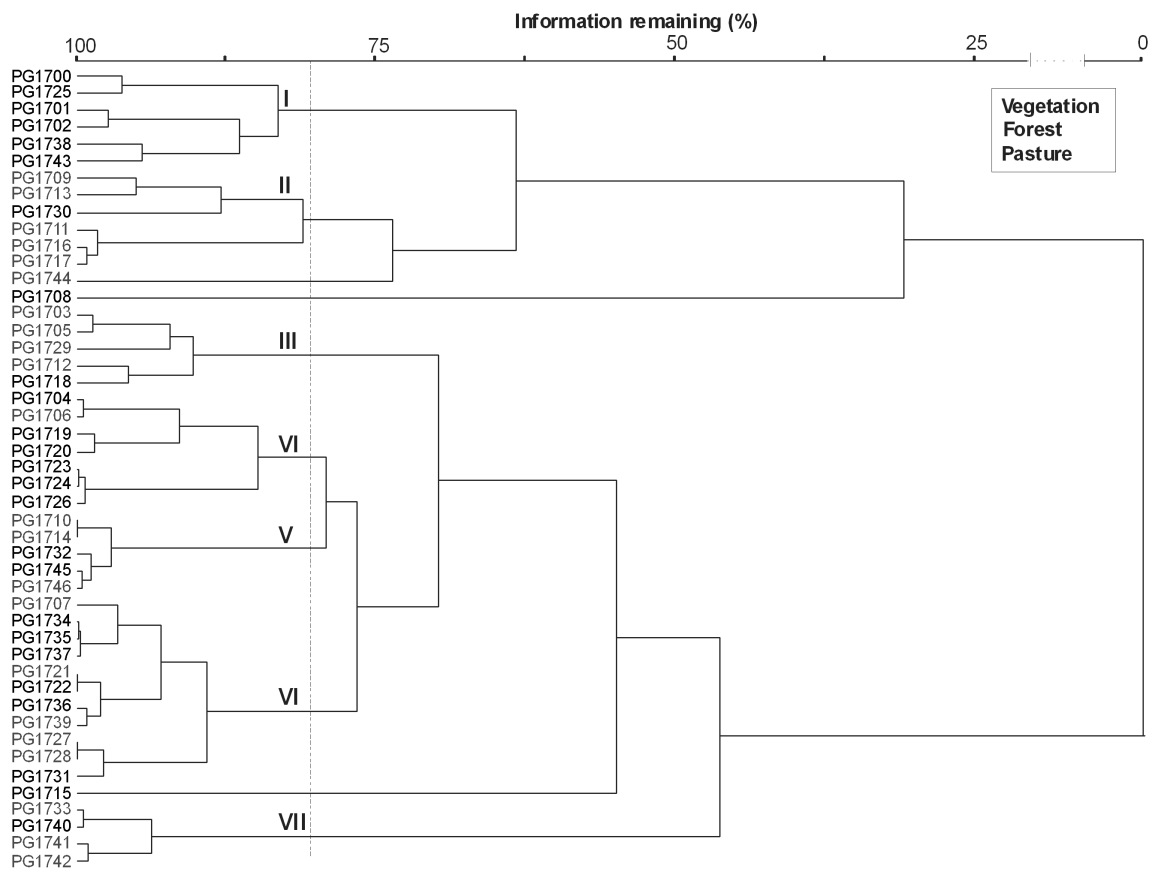 Information remaining (%)
100 75 50 25 0
Vegetation
Forest
Pasture
PG1700
PG1725
PG1701
PG1702
PG1738
PG1743
I
PG1709
PG1713
PG1730
PG1711
PG1716
PG1717
PG1744
II
PG1708
PG1703
PG1705
PG1729
PG1712
PG1718
III
PG1704
PG1706
PG1719
PG1720
PG1723
PG1724
PG1726
VI
PG1710
PG1714
PG1732
PG1745
PG1746
V
PG1707
PG1734
PG1735
PG1737
PG1721
PG1722
PG1736
PG1739
PG1727
PG1728
PG1731
VI
PG1715
PG1733
PG1740
PG1741
PG1742
VII